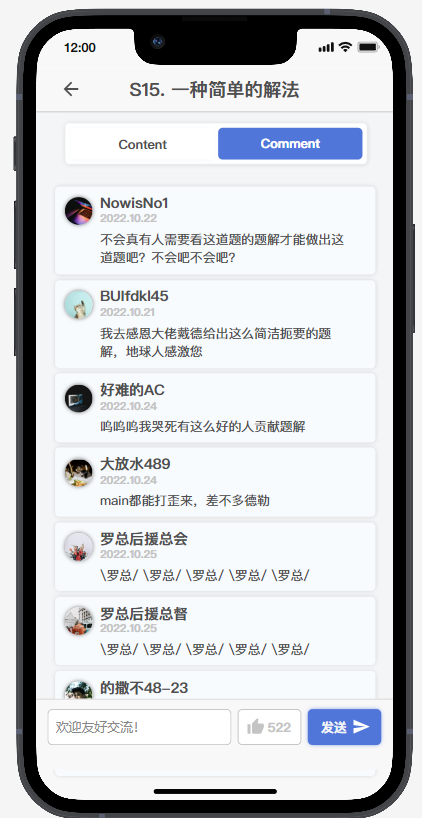 12:00
S15. 一种简单的解法
Content
Comment
NowisNo1
2022.10.22
不会真有人需要看这道题的题解才能做出这
道题吧？不会吧不会吧？
BUIfdkl45
2022.10.21
我去感恩大佬戴德给出这么简洁扼要的题
解，地球人感激您
好难的AC
2022.10.24
呜呜呜我哭死有这么好的人贡献题解
大放水489
2022.10.24
main都能打歪来，差不多德勒
罗总后援总会
2022.10.25
\罗总/ \罗总/ \罗总/ \罗总/ \罗总/
罗总后援总督
2022.10.25
\罗总/ \罗总/ \罗总/ \罗总/ \罗总/
的撒不48-23
欢迎友好交流！
522
发送